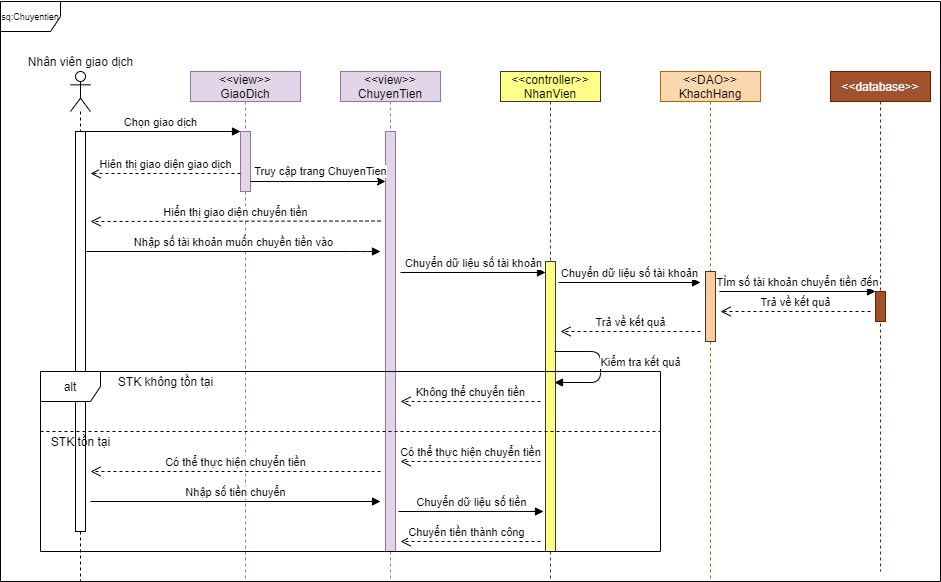 sq:Chuyentien
Nhân viên giao dịch
<<view>>
GiaoDich
<<view>>
ChuyenTien
<<controller>>
NhanVien
<<DAO>>
KhachHang
<<database>>
Chọn giao dịch
Hiên thị giao diện giao dịch
Truy cập trang ChuyenTien
Hiển thị giao diện chuyển tiền
Nhập số tài khoản muốn chuyền tiền vào
Chuyển dữ liệu số tài khoản
Chuyển dữ liệu số tài khoản
TÌm số tài khoản chuyển tiền đến
Trả về kết quả
Trả về kết quả
Kiểm tra kết quả
alt
STK không tồn tại
Không thể chuyển tiền
STK tồn tại
Có thể thực hiện chuyển tiền
Có thể thực hiện chuyển tiền
Nhập số tiền chuyển
Chuyển dữ liệu số tiền
Chuyển tiền thành công